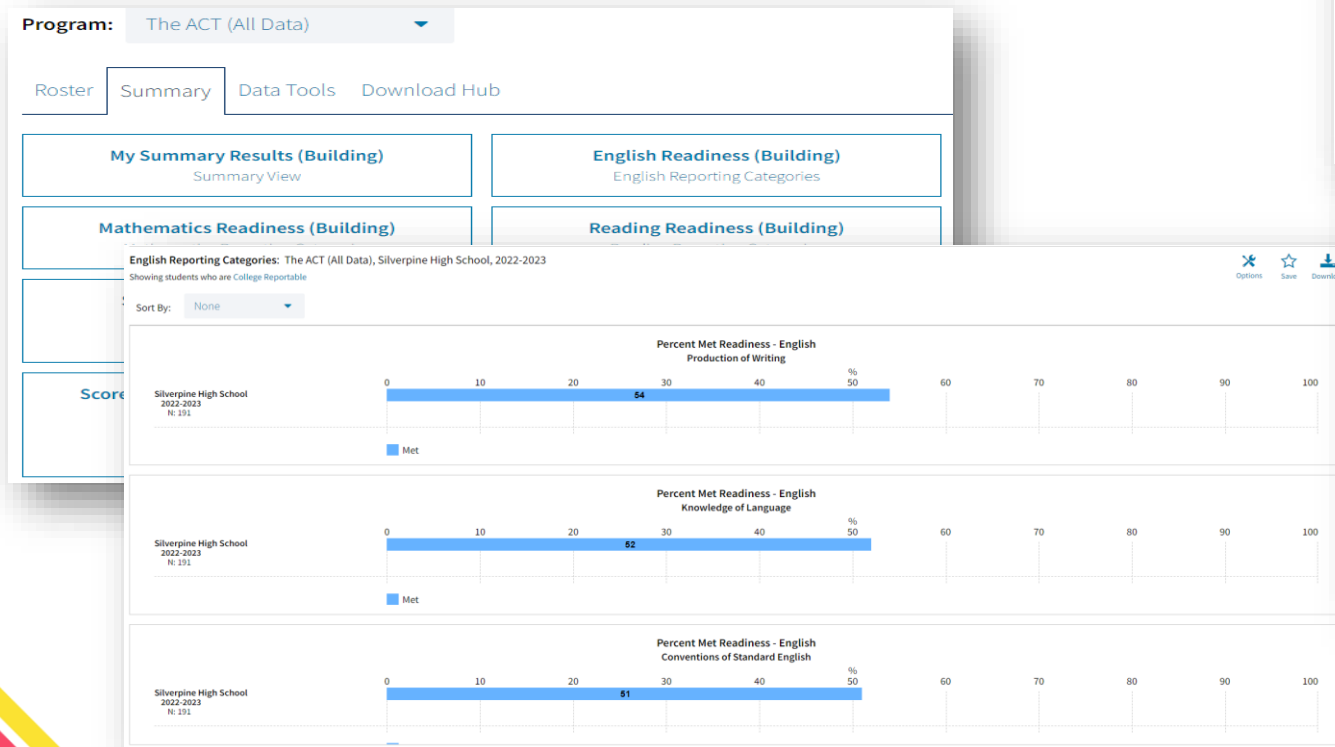 Program: The ACT (All Data)
Roster Summary Data Tools Download Hub
My Summary Results (Building)
Summary View
English Readiness (Building)
English Reporting Categories
Mathematics Readiness (Building)
Reading Readiness (Building)
Score
English Reporting Categories: The ACT (All Data), Silverpine High School, 2022-2023
Showing students who are College Reportable
Options Save
Sort By: None
Percent Met Readiness - English
Production of Writing
%
0 10 20 30 40 50 60 70 80 90 100
Silverpine High School
2022-2023
N: 191
54
Met
Percent Met Readiness - English
Knowledge of Language
%
0 10 20 30 40 50 60 70 80 90 100
Silverpine High School
2022-2023
N: 191
52
Met
Percent Met Readiness - English
Conventions of Standard English
%
0 10 20 30 40 50 60 70 80 90 100
Silverpine High School
2022-2023
N: 191
51